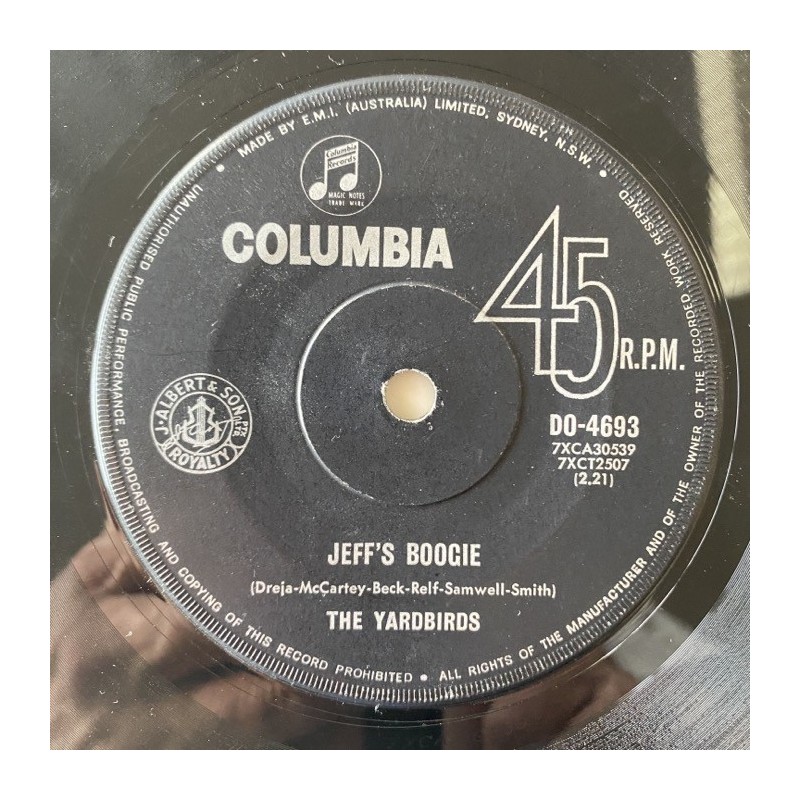 MADE BY E.M.I. (AUSTRALIA) LIMITED, SYDNEY, N.S.W.
Columbia
Records
MAGIC NOTES
TRADE MARK
COLUMBIA
45
R.P.M.
J. ALBERT & SON PTY. LTD.
ROYALTY
DO-4693
7XCA30539
7XCT2507
(2.21)
JEFF'S BOOGIE
(Dreja-McCartey-Beck-Relf-Samwell-Smith)
THE YARDBIRDS
UNAUTHORISED PUBLIC PERFORMANCE, BROADCASTING AND COPYING OF THIS RECORD PROHIBITED • ALL RIGHTS OF THE MANUFACTURER AND OF THE OWNER OF THE RECORDED WORK RESERVED